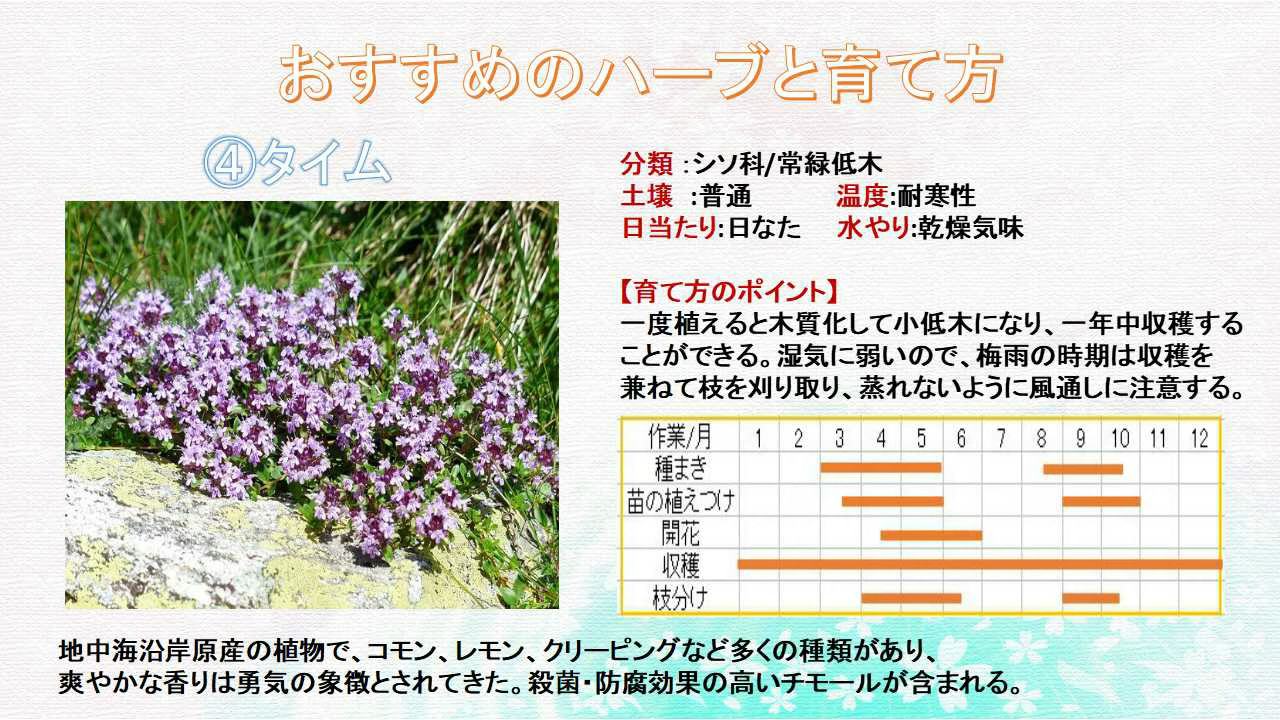 おすすめのハーブと育て方
④タイム
分類 :シソ科/常緑低木
土壌 :普通 温度:耐寒性
日当たり:日なた 水やり:乾燥気味
【育て方のポイント】
一度植えると木質化して小低木になり、一年中収穫する
ことができる。湿気に弱いので、梅雨の時期は収穫を
兼ねて枝を刈り取り、蒸れないように風通しに注意する。
作業/月 1 2 3 4 5 6 7 8 9 10 11 12
種まき
苗の植えつけ
開花
収穫
枝分け
地中海沿岸原産の植物で、コモン、レモン、クリーピングなど多くの種類があり、
爽やかな香りは勇気の象徴とされてきた。殺菌・防腐効果の高いチモールが含まれる。